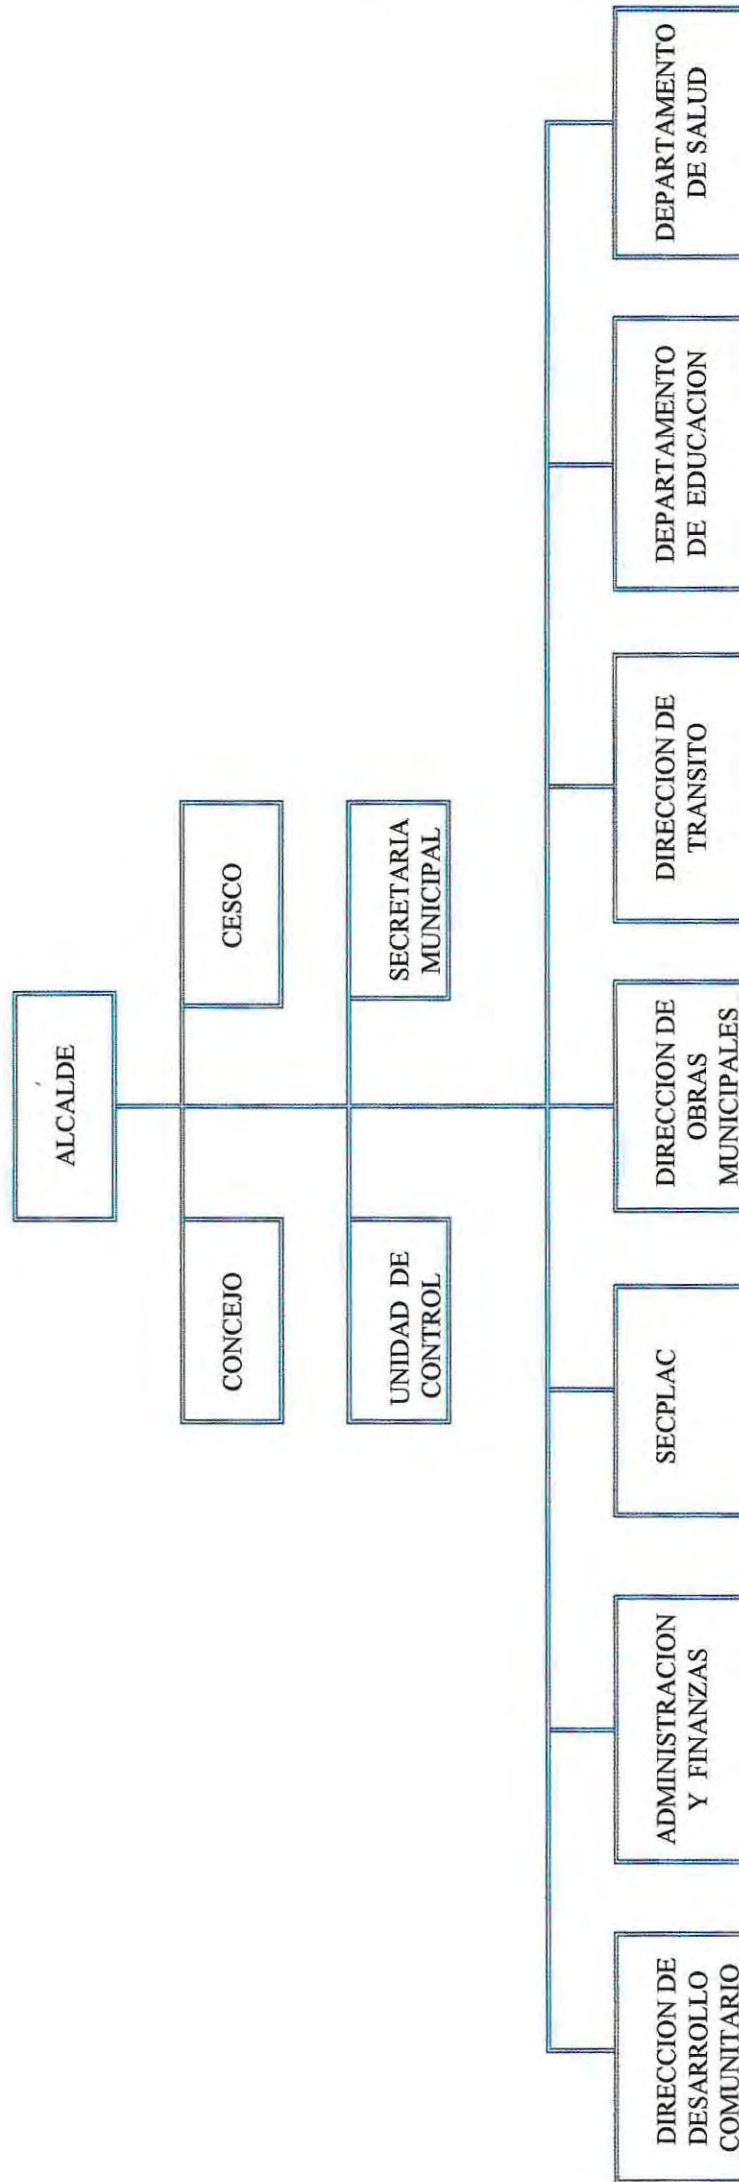 ALCALDE
CONCEJO
CESCO
UNIDAD DE
CONTROL
SECRETARIA
MUNICIPAL
DIRECCION DE
DESARROLLO
COMUNITARIO
ADMINISTRACION
Y FINANZAS
SECPLAC
DIRECCION DE
OBRAS
MUNICIPALES
DIRECCION DE
TRANSITO
DEPARTAMENTO
DE EDUCACION
DEPARTAMENTO
DE SALUD